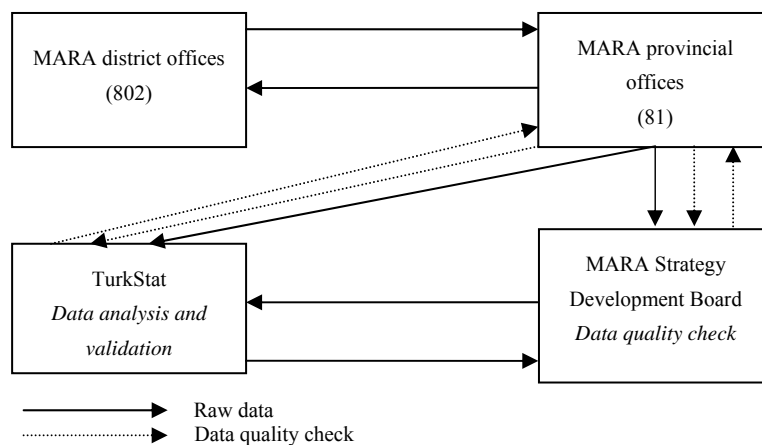 MARA district offices
(802)
MARA provincial
offices
(81)
TurkStat
Data analysis and
validation
MARA Strategy
Development Board
Data quality check
Raw data
Data quality check